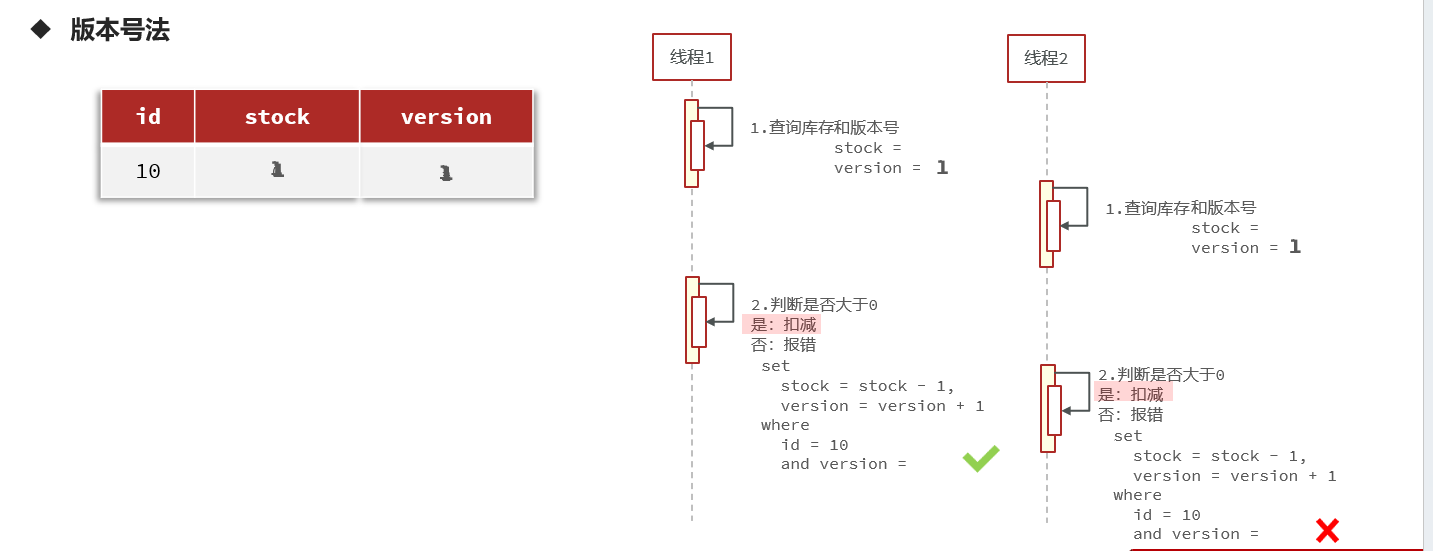 ◆ 版本号法
id stock version
10 1 1
线程1
1.查询库存和版本号
stock =
version = 1
2.判断是否大于0
是：扣减
否：报错
set
stock = stock - 1,
version = version + 1
where
id = 10
and version =
线程2
1.查询库存和版本号
stock =
version = 1
2.判断是否大于0
是：扣减
否：报错
set
stock = stock - 1,
version = version + 1
where
id = 10
and version =